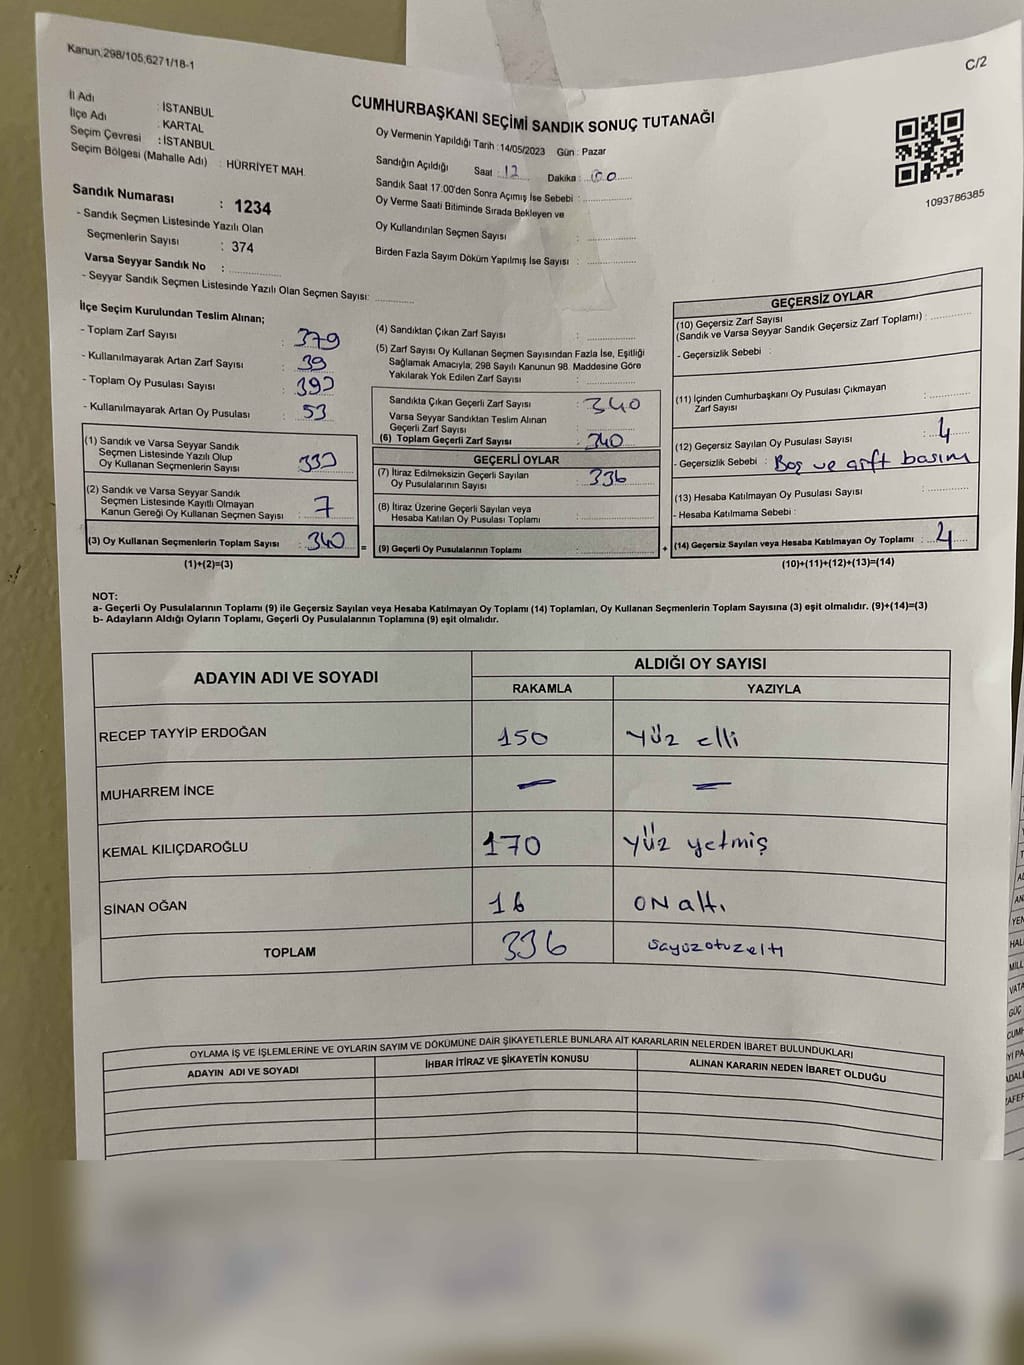 Kanun:298/105,6271/18-1
C/2
İl Adı : İSTANBUL
İlçe Adı : KARTAL
Seçim Çevresi : İSTANBUL
Seçim Bölgesi (Mahalle Adı) : HÜRRİYET MAH.
CUMHURBAŞKANI SEÇİMİ SANDIK SONUÇ TUTANAĞI
Oy Vermenin Yapıldığı Tarih : 14/05/2023 Gün : Pazar
Sandığın Açıldığı Saat : 17 Dakika : 00
Sandık Saat 17.00'den Sonra Açımış İse Sebebi :
Oy Verme Saati Bitiminde Sırada Bekleyen ve
Oy Kullandırılan Seçmen Sayısı :
Birden Fazla Sayım Döküm Yapılmış İse Sayısı :
1093786385
Sandık Numarası : 1234
- Sandık Seçmen Listesinde Yazılı Olan
Seçmenlerin Sayısı : 374
Varsa Seyyar Sandık No :
- Seyyar Sandık Seçmen Listesinde Yazılı Olan Seçmen Sayısı:
İlçe Seçim Kurulundan Teslim Alınan;
- Toplam Zarf Sayısı : 379
- Kullanılmayarak Artan Zarf Sayısı : 39
- Toplam Oy Pusulası Sayısı :
- Kullanılmayarak Artan Oy Pusulası : 53
(1) Sandık ve Varsa Seyyar Sandık
Seçmen Listesinde Yazılı Olup
Oy Kullanan Seçmenlerin Sayısı : 333
(2) Sandık ve Varsa Seyyar Sandık
Seçmen Listesinde Kayıtlı Olmayan
Kanun Gereği Oy Kullanan Seçmen Sayısı : 7
(3) Oy Kullanan Seçmenlerin Toplam Sayısı : 340
(1)+(2)=(3)
(4) Sandıktan Çıkan Zarf Sayısı :
(5) Zarf Sayısı Oy Kullanan Seçmen Sayısından Fazla İse, Eşitliği
Sağlamak Amacıyla, 298 Sayılı Kanunun 98. Maddesine Göre
Yakılarak Yok Edilen Zarf Sayısı :
Sandıkta Çıkan Geçerli Zarf Sayısı : 340
Varsa Seyyar Sandıktan Teslim Alınan
Geçerli Zarf Sayısı :
(6) Toplam Geçerli Zarf Sayısı : 340
GEÇERLİ OYLAR
(7) İtiraz Edilmeksizin Geçerli Sayılan
Oy Pusulalarının Sayısı : 336
(8) İtiraz Üzerine Geçerli Sayılan veya
Hesaba Katılan Oy Pusulası Toplamı :
= (9) Geçerli Oy Pusulalarının Toplamı : +
GEÇERSİZ OYLAR
(10) Geçersiz Zarf Sayısı
(Sandık ve Varsa Seyyar Sandık Geçersiz Zarf Toplamı) :
- Geçersizlik Sebebi :
(11) İçinden Cumhurbaşkanı Oy Pusulası Çıkmayan
Zarf Sayısı :
(12) Geçersiz Sayılan Oy Pusulası Sayısı : 4
- Geçersizlik Sebebi : Boş ve çift basım
(13) Hesaba Katılmayan Oy Pusulası Sayısı :
- Hesaba Katılmama Sebebi :
(14) Geçersiz Sayılan veya Hesaba Katılmayan Oy Toplamı : 4
(10)+(11)+(12)+(13)=(14)
NOT:
a- Geçerli Oy Pusulalarının Toplamı (9) ile Geçersiz Sayılan veya Hesaba Katılmayan Oy Toplamı (14) Toplamları, Oy Kullanan Seçmenlerin Toplam Sayısına (3) eşit olmalıdır. (9)+(14)=(3)
b- Adayların Aldığı Oyların Toplamı, Geçerli Oy Pusulalarının Toplamına (9) eşit olmalıdır.
ADAYIN ADI VE SOYADI ALDIĞI OY SAYISI
RAKAMLA YAZIYLA
RECEP TAYYİP ERDOĞAN 150 Yüz elli
MUHARREM İNCE — —
KEMAL KILIÇDAROĞLU 170 Yüz yetmiş
SİNAN OĞAN 16 ON altı
TOPLAM 336
OYLAMA İŞ VE İŞLEMLERİNE VE OYLARIN SAYIM VE DÖKÜMÜNE DAİR ŞİKAYETLERLE BUNLARA AİT KARARLARIN NELERDEN İBARET BULUNDUKLARI
ADAYIN ADI VE SOYADI İHBAR İTİRAZ VE ŞİKAYETİN KONUSU ALINAN KARARIN NEDEN İBARET OLDUĞU